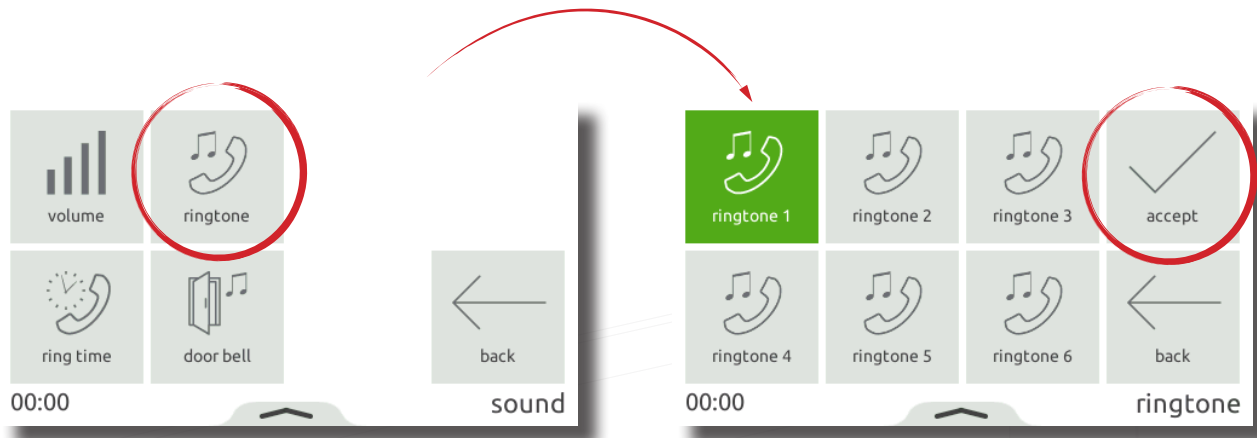 volume
ringtone
ring time
door bell
back
00:00
sound
ringtone 1
ringtone 2
ringtone 3
accept
ringtone 4
ringtone 5
ringtone 6
back
00:00
ringtone